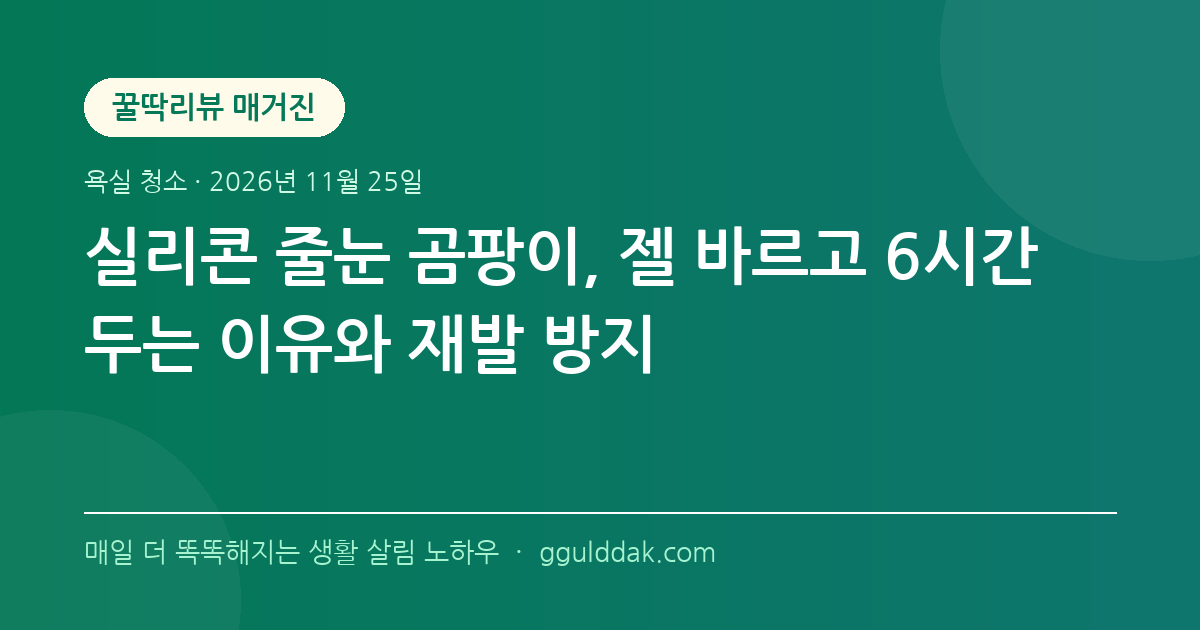 꿀딱리뷰 매거진
욕실 청소 · 2026년 11월 25일
실리콘 줄눈 곰팡이, 젤 바르고 6시간
두는 이유와 재발 방지
매일 더 똑똑해지는 생활 살림 노하우 · ggulddak.com